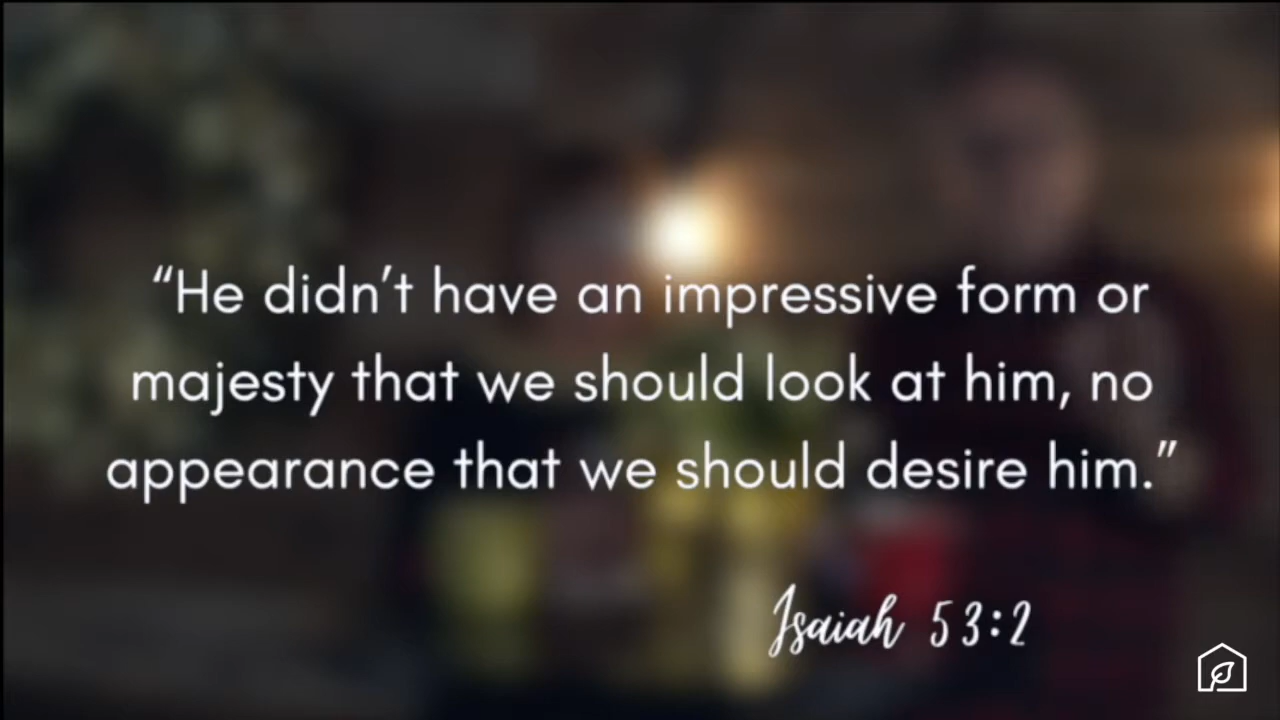 “He didn’t have an impressive form or
majesty that we should look at him, no
appearance that we should desire him.”
Isaiah 53:2